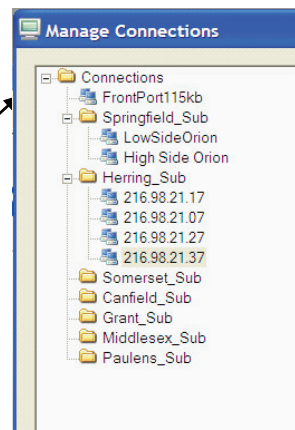 Manage Connections
Connections
FrontPort115kb
Springfield_Sub
LowSideOrion
High Side Orion
Herring_Sub
216.98.21.17
216.98.21.07
216.98.21.27
216.98.21.37
Somerset_Sub
Canfield_Sub
Grant_Sub
Middlesex_Sub
Paulens_Sub